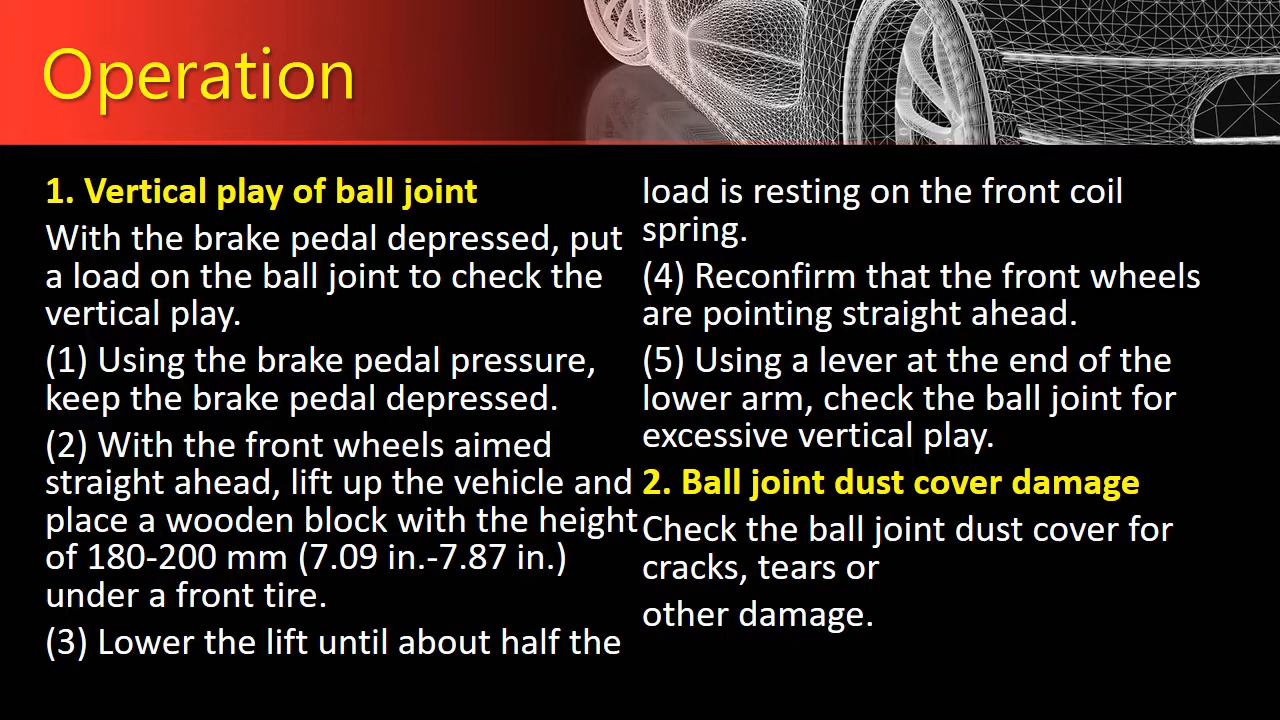 Operation
1. Vertical play of ball joint
With the brake pedal depressed, put
a load on the ball joint to check the
vertical play.
(1) Using the brake pedal pressure,
keep the brake pedal depressed.
(2) With the front wheels aimed
straight ahead, lift up the vehicle and
place a wooden block with the height
of 180-200 mm (7.09 in.-7.87 in.)
under a front tire.
(3) Lower the lift until about half the
load is resting on the front coil
spring.
(4) Reconfirm that the front wheels
are pointing straight ahead.
(5) Using a lever at the end of the
lower arm, check the ball joint for
excessive vertical play.
2. Ball joint dust cover damage
Check the ball joint dust cover for
cracks, tears or
other damage.